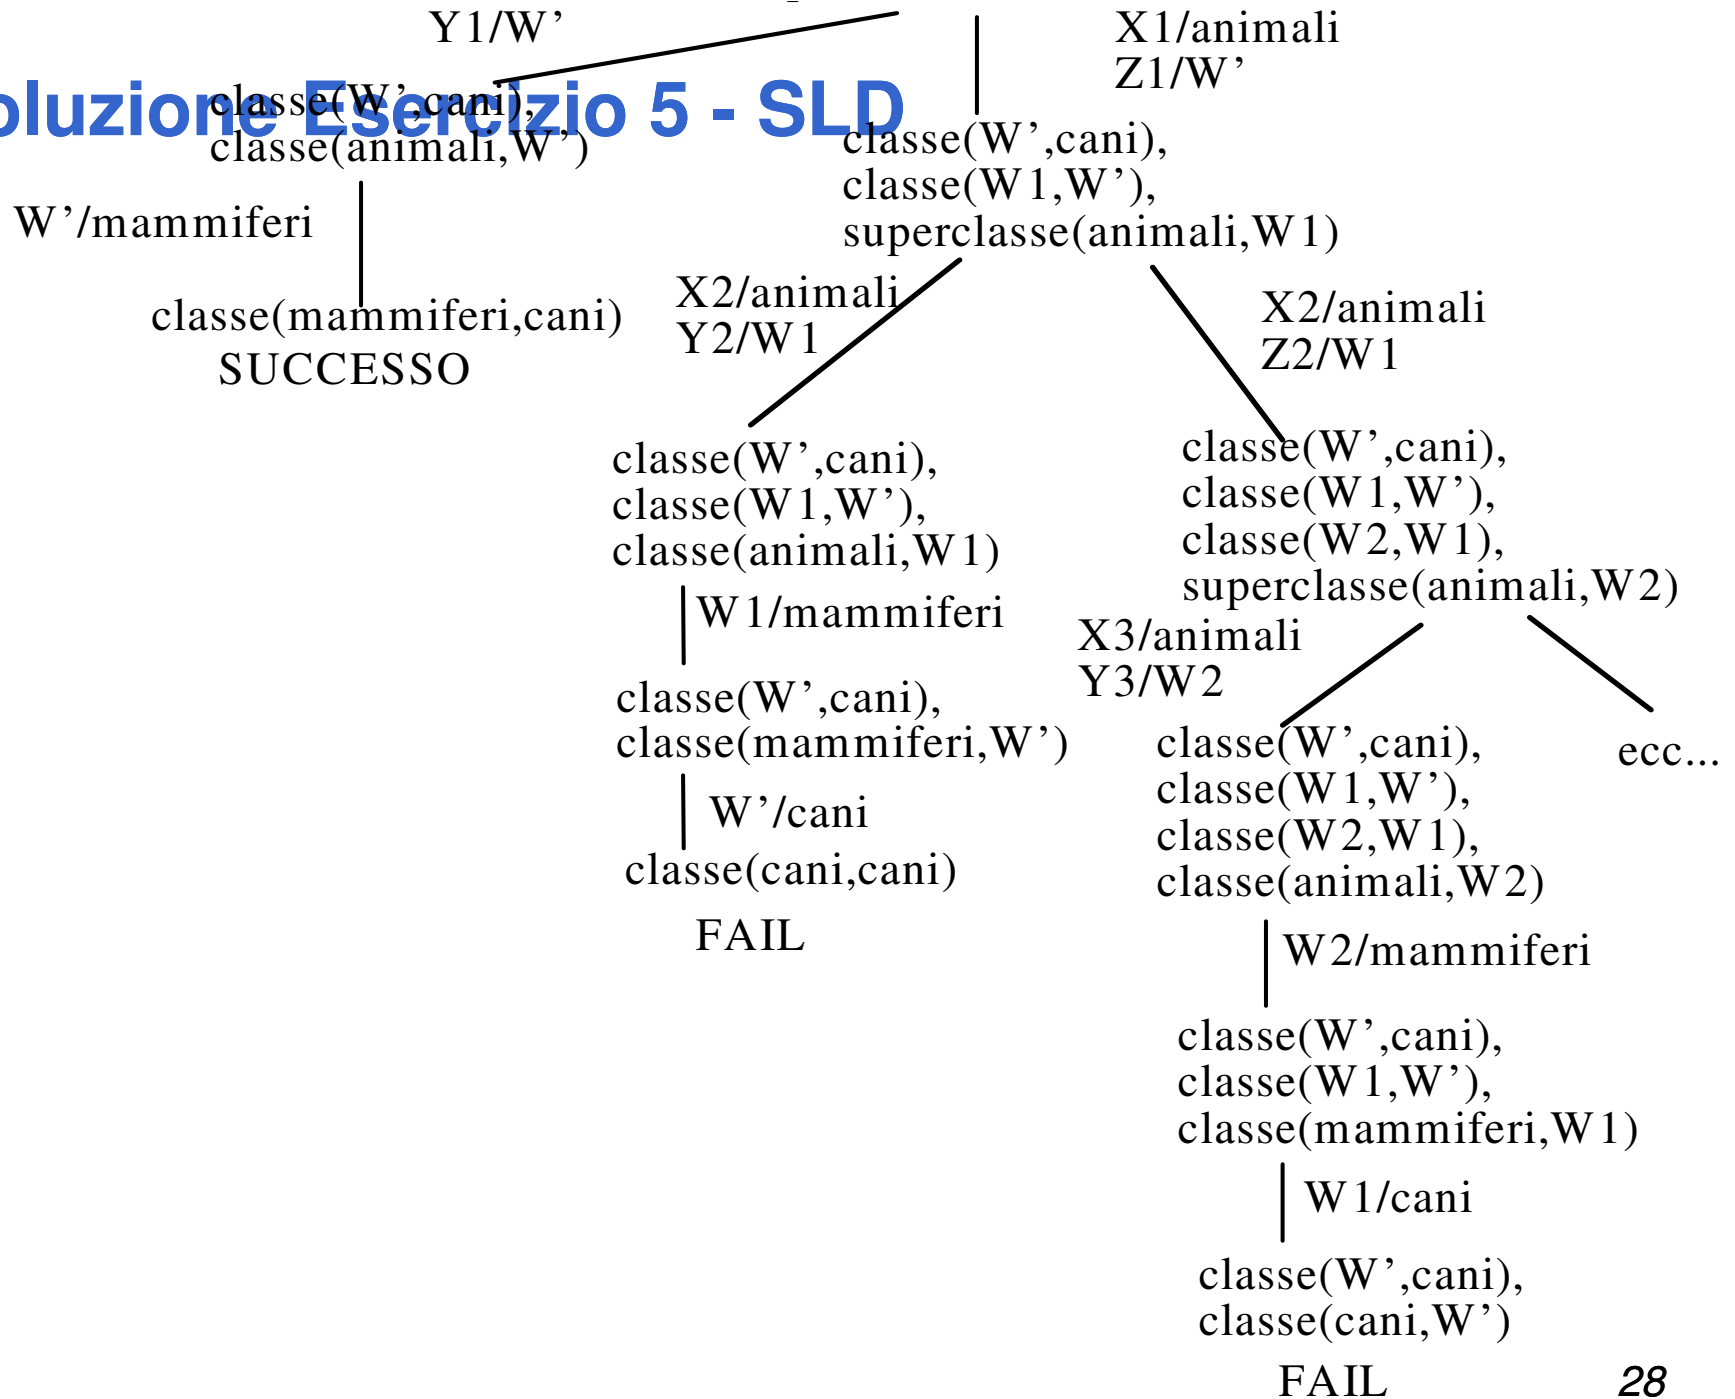 Y1/W’
X1/animali
Z1/W’
oluzione Esercizio 5 - SLD
classe(W’,cani),
classe(animali,W’)
classe(W’,cani),
classe(W1,W’),
superclasse(animali,W1)
W’/mammiferi
classe(mammiferi,cani)
SUCCESSO
X2/animali
Y2/W1
X2/animali
Z2/W1
classe(W’,cani),
classe(W1,W’),
classe(animali,W1)
classe(W’,cani),
classe(W1,W’),
classe(W2,W1),
superclasse(animali,W2)
W1/mammiferi
X3/animali
Y3/W2
classe(W’,cani),
classe(mammiferi,W’)
W’/cani
classe(cani,cani)
FAIL
classe(W’,cani),
classe(W1,W’),
classe(W2,W1),
classe(animali,W2)
ecc...
W2/mammiferi
classe(W’,cani),
classe(W1,W’),
classe(mammiferi,W1)
W1/cani
classe(W’,cani),
classe(cani,W’)
FAIL
28